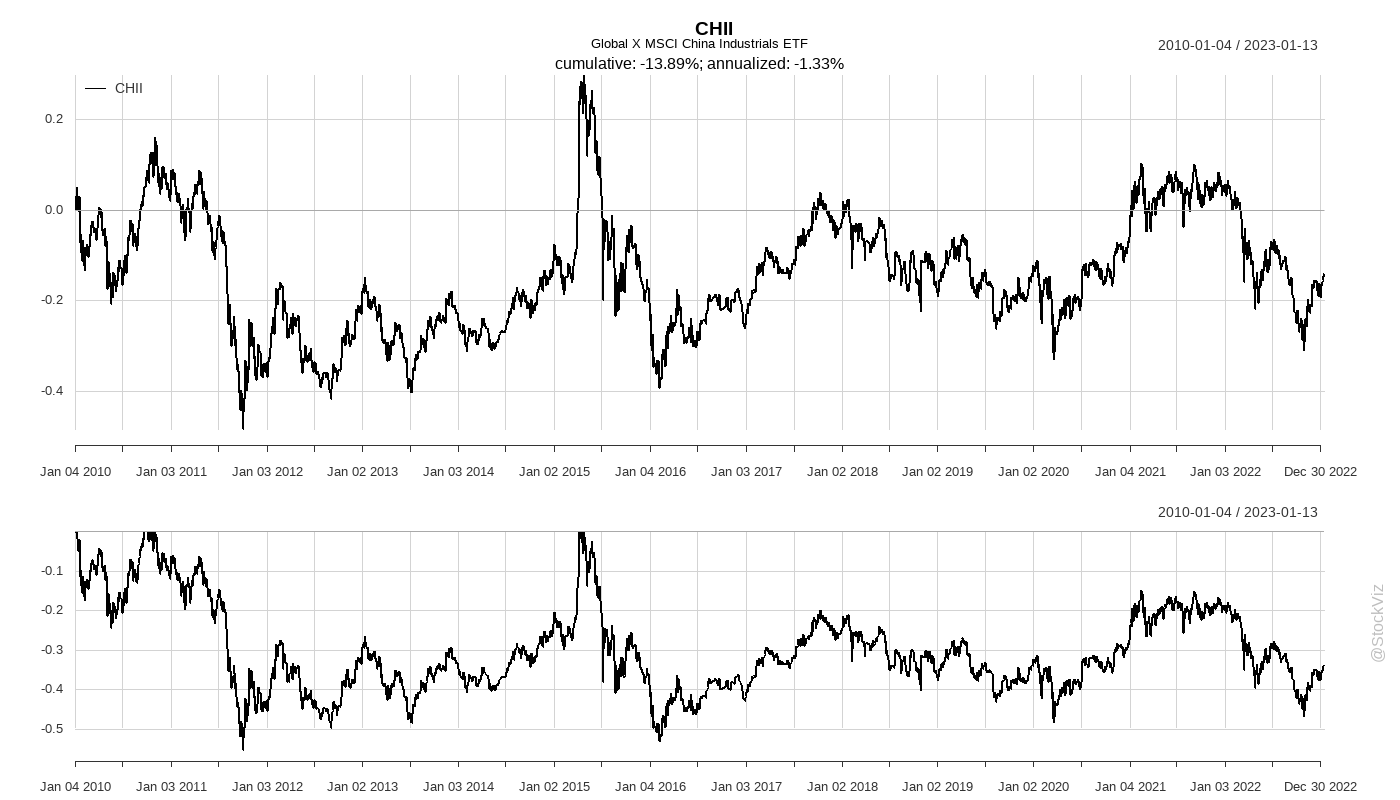 CHII
Global X MSCI China Industrials ETF
2010-01-04 / 2023-01-13
cumulative: -13.89%; annualized: -1.33%
CHII
0.2
0.0
-0.2
-0.4
Jan 04 2010 Jan 03 2011 Jan 03 2012 Jan 02 2013 Jan 03 2014 Jan 02 2015 Jan 04 2016 Jan 03 2017 Jan 02 2018 Jan 02 2019 Jan 02 2020 Jan 04 2021 Jan 03 2022 Dec 30 2022
2010-01-04 / 2023-01-13
-0.1
-0.2
-0.3
-0.4
-0.5
Jan 04 2010 Jan 03 2011 Jan 03 2012 Jan 02 2013 Jan 03 2014 Jan 02 2015 Jan 04 2016 Jan 03 2017 Jan 02 2018 Jan 02 2019 Jan 02 2020 Jan 04 2021 Jan 03 2022 Dec 30 2022
@StockViz